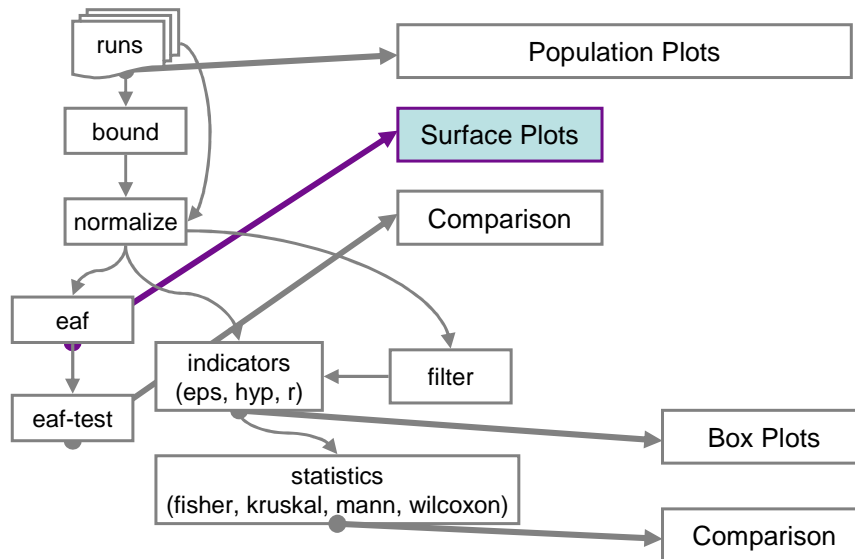 runs
Population Plots
bound
Surface Plots
normalize
Comparison
eaf
indicators
(eps, hyp, r)
filter
eaf-test
Box Plots
statistics
(fisher, kruskal, mann, wilcoxon)
Comparison